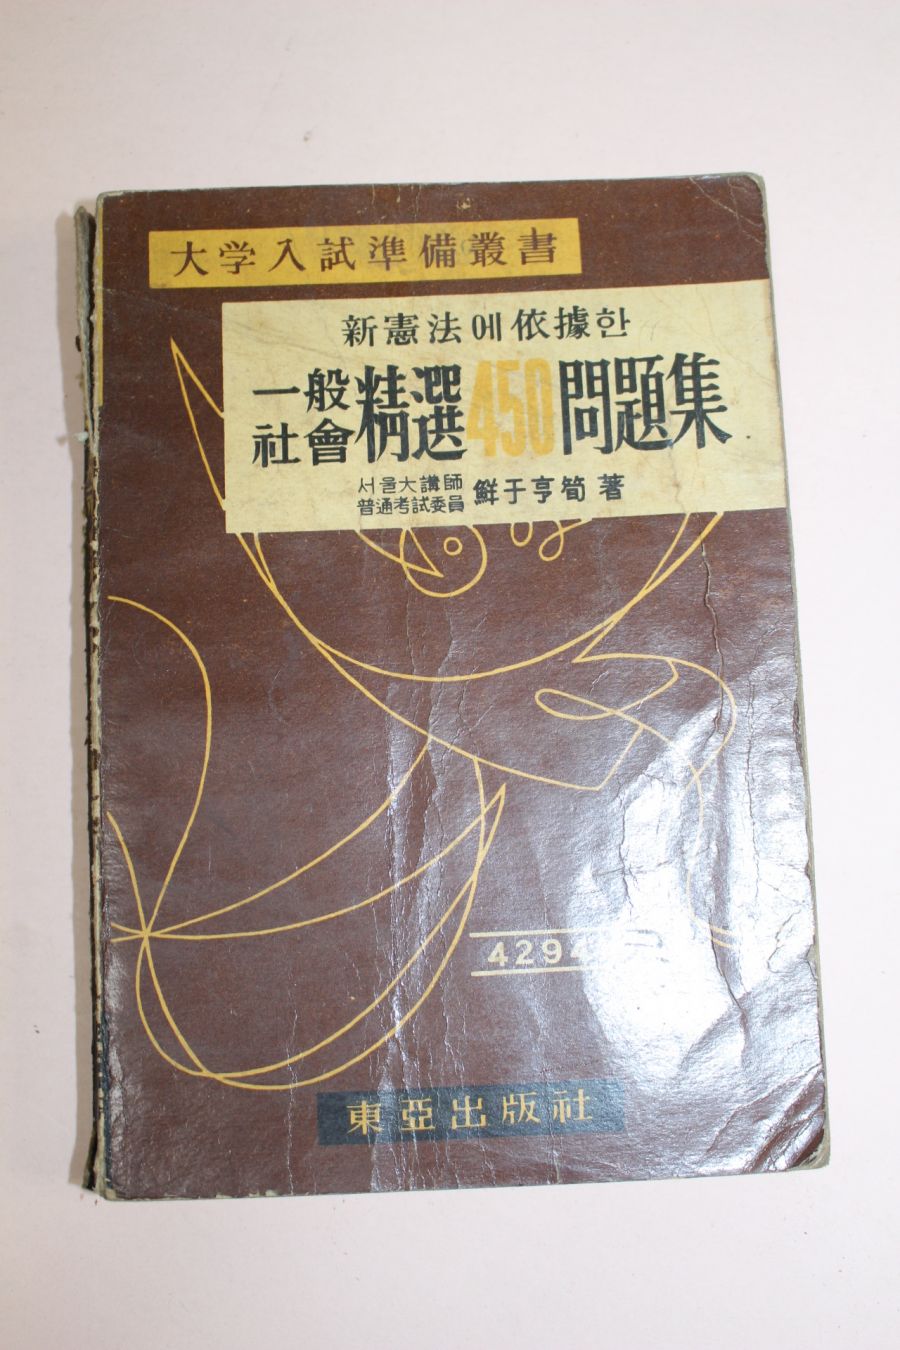 大学入試準備叢書
新憲法에依據한
一般社會 精選450問題集
서울大講師
普通考試委員 鮮于亨筍 著
4294
東亞出版社